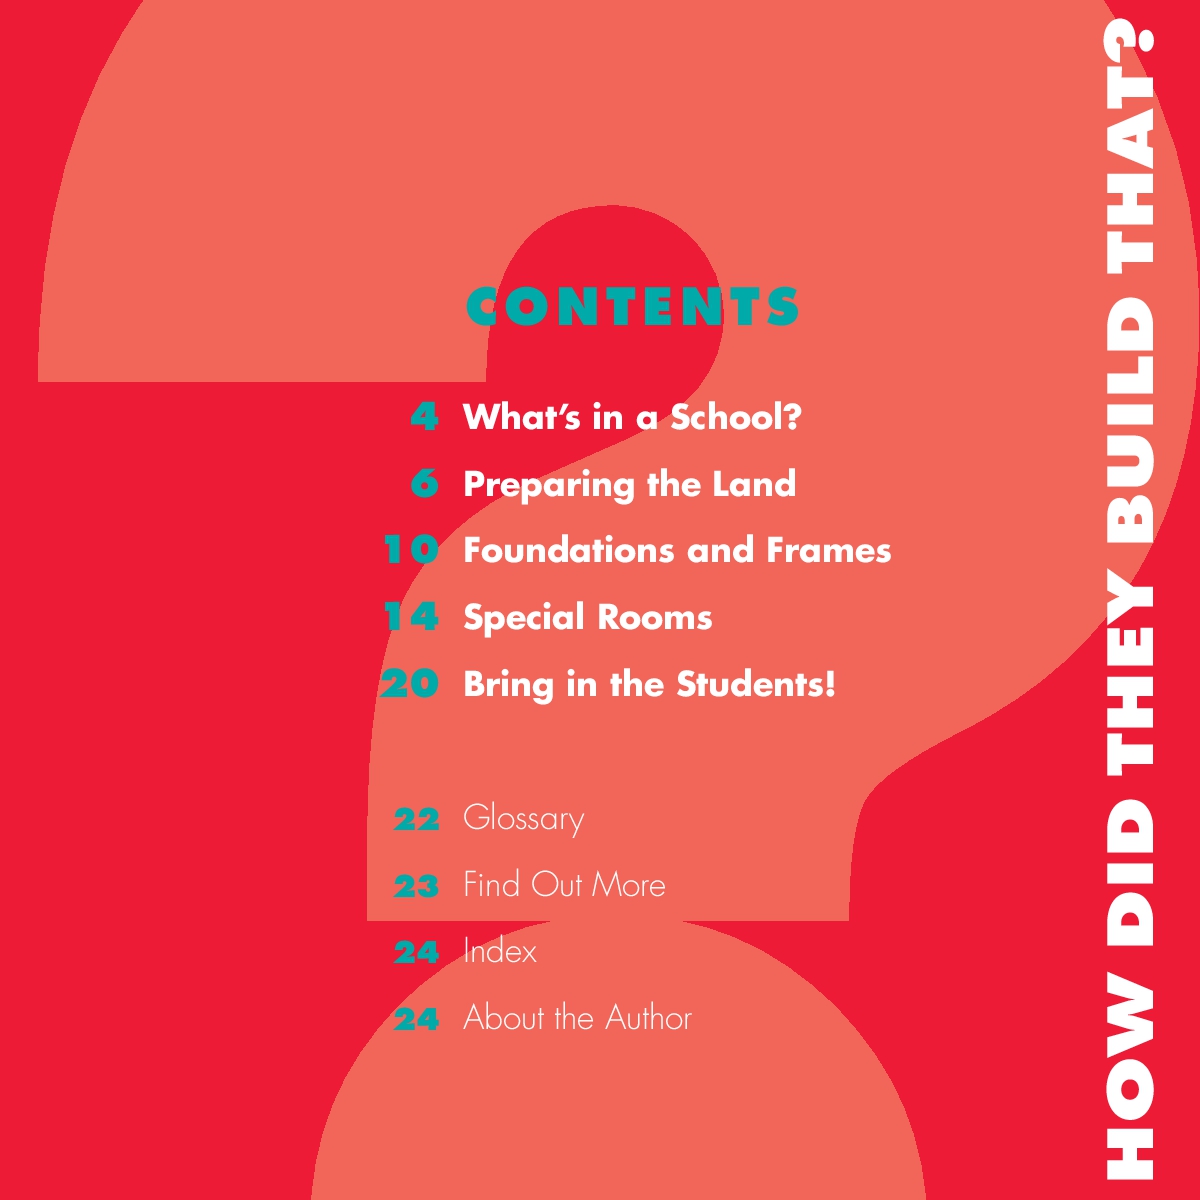 CONTENTS
4 What's in a School?
6 Preparing the Land
10 Foundations and Frames
14 Special Rooms
20 Bring in the Students!
22 Glossary
23 Find Out More
24 Index
24 About the Author
HOW DID THEY BUILD THAT?